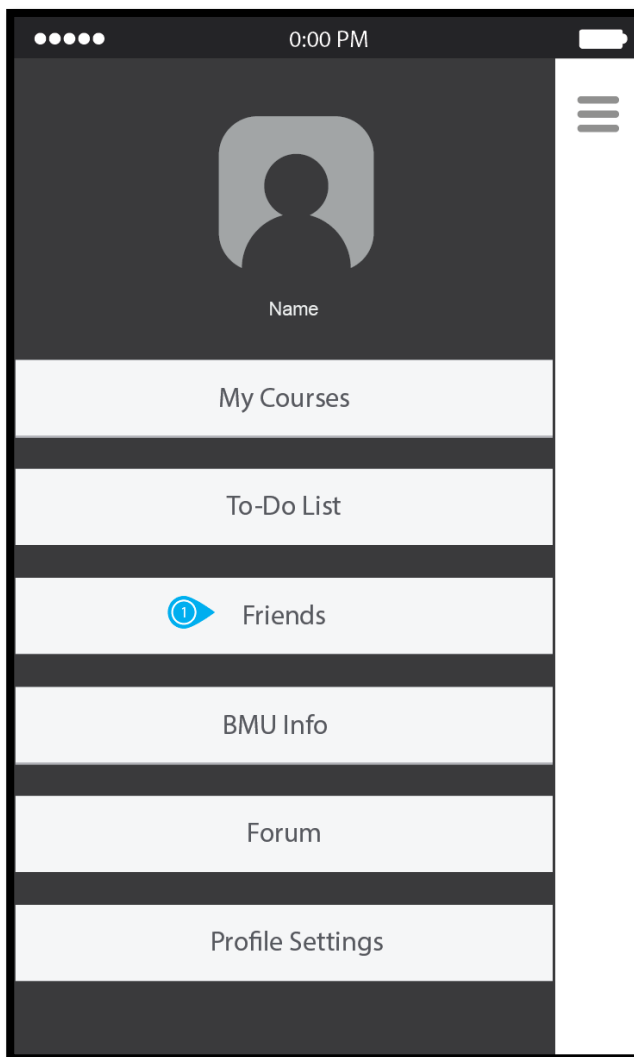 0:00 PM
Name
My Courses
To-Do List
1 Friends
BMU Info
Forum
Profile Settings